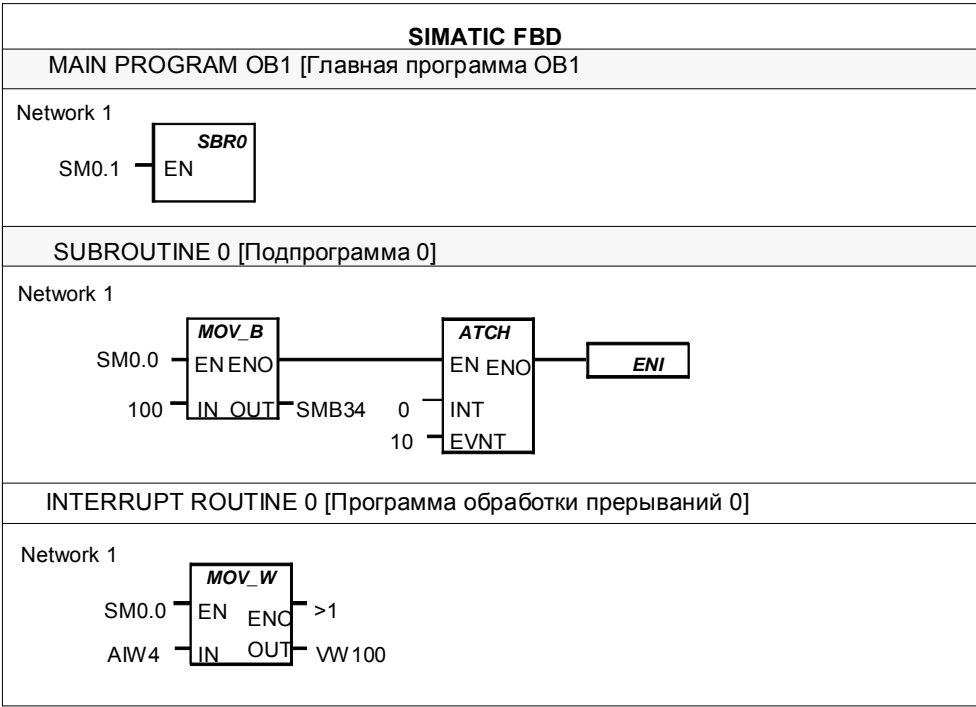 SIMATIC FBD
MAIN PROGRAM OB1 [Главная программа OB1
Network 1
SBR0
SM0.1 EN
SUBROUTINE 0 [Подпрограмма 0]
Network 1
MOV_B ATCH
SM0.0 EN ENO EN ENO ENI
100 IN OUT SMB34 0 INT
10 EVNT
INTERRUPT ROUTINE 0 [Программа обработки прерываний 0]
Network 1
MOV_W
SM0.0 EN ENO >1
AIW4 IN OUT VW100